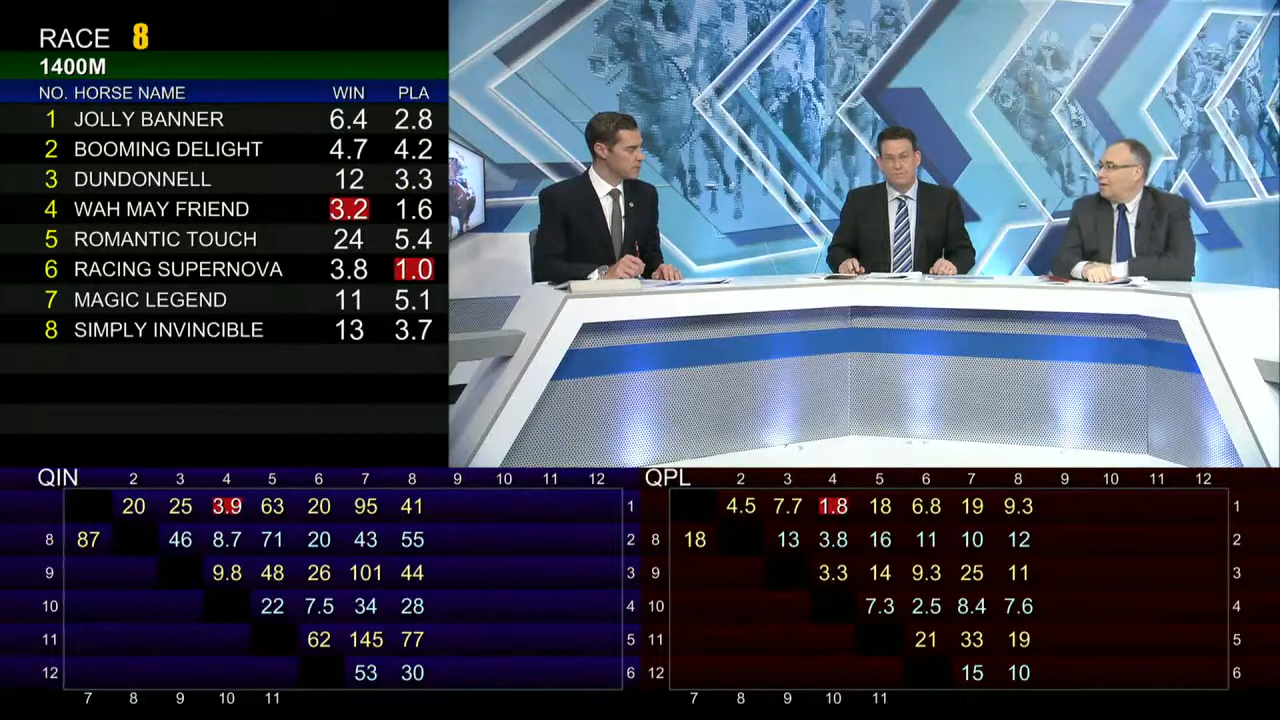 RACE 8
1400M
NO. HORSE NAME WIN PLA
1 JOLLY BANNER 6.4 2.8
2 BOOMING DELIGHT 4.7 4.2
3 DUNDONNELL 12 3.3
4 WAH MAY FRIEND 3.2 1.6
5 ROMANTIC TOUCH 24 5.4
6 RACING SUPERNOVA 3.8 1.0
7 MAGIC LEGEND 11 5.1
8 SIMPLY INVINCIBLE 13 3.7
QIN 2 3 4 5 6 7 8 9 10 11 12
20 25 3.9 63 20 95 41 1
8 87 46 8.7 71 20 43 55 2
9 9.8 48 26 101 44 3
10 22 7.5 34 28 4
11 62 145 77 5
12 53 30 6
7 8 9 10 11
QPL 2 3 4 5 6 7 8 9 10 11 12
4.5 7.7 1.8 18 6.8 19 9.3 1
8 18 13 3.8 16 11 10 12 2
9 3.3 14 9.3 25 11 3
10 7.3 2.5 8.4 7.6 4
11 21 33 19 5
12 15 10 6
7 8 9 10 11